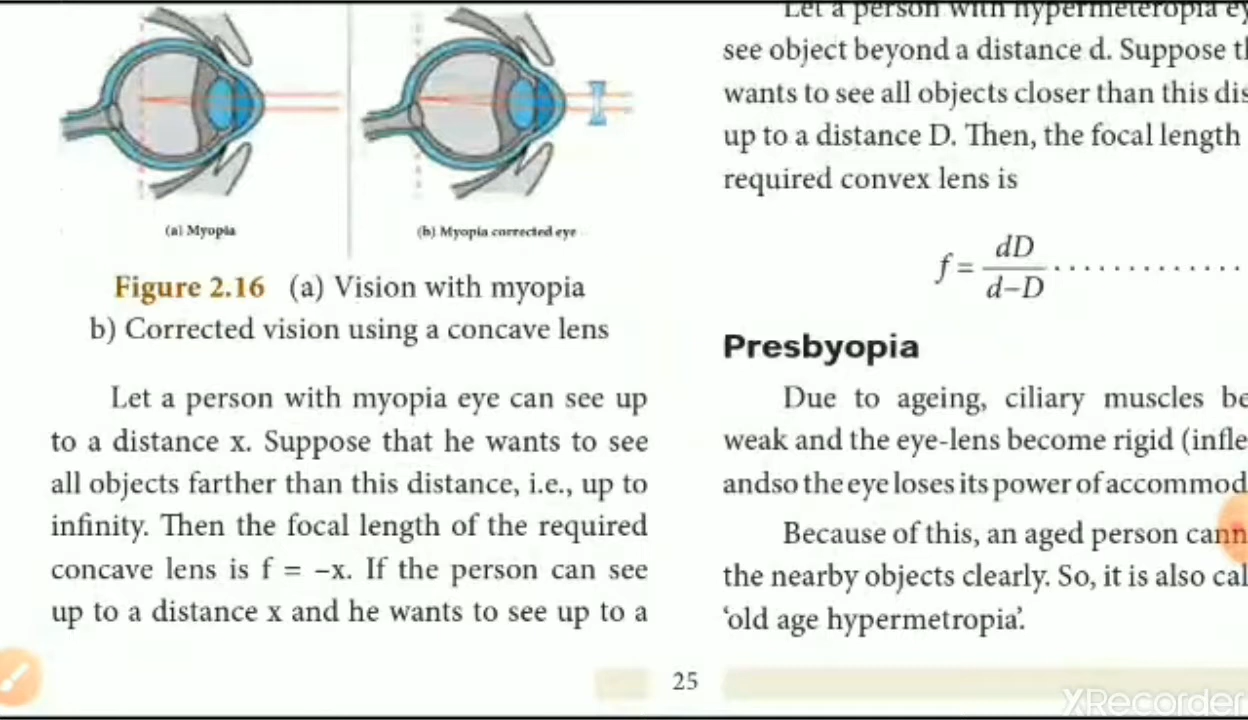 (a) Myopia
(b) Myopia corrected eye
Figure 2.16 (a) Vision with myopia
b) Corrected vision using a concave lens
Let a person with myopia eye can see up
to a distance x. Suppose that he wants to see
all objects farther than this distance, i.e., up to
infinity. Then the focal length of the required
concave lens is f = −x. If the person can see
up to a distance x and he wants to see up to a
Let a person with hypermeteropia
see object beyond a distance d. Suppose
wants to see all objects closer than this
up to a distance D. Then, the focal length
required convex lens is
f = dD
d−D .............
Presbyopia
Due to ageing, ciliary muscles
weak and the eye-lens become rigid
andso the eye loses its power of
Because of this, an aged person
the nearby objects clearly. So, it is also
'old age hypermetropia'.
25
XRecorder